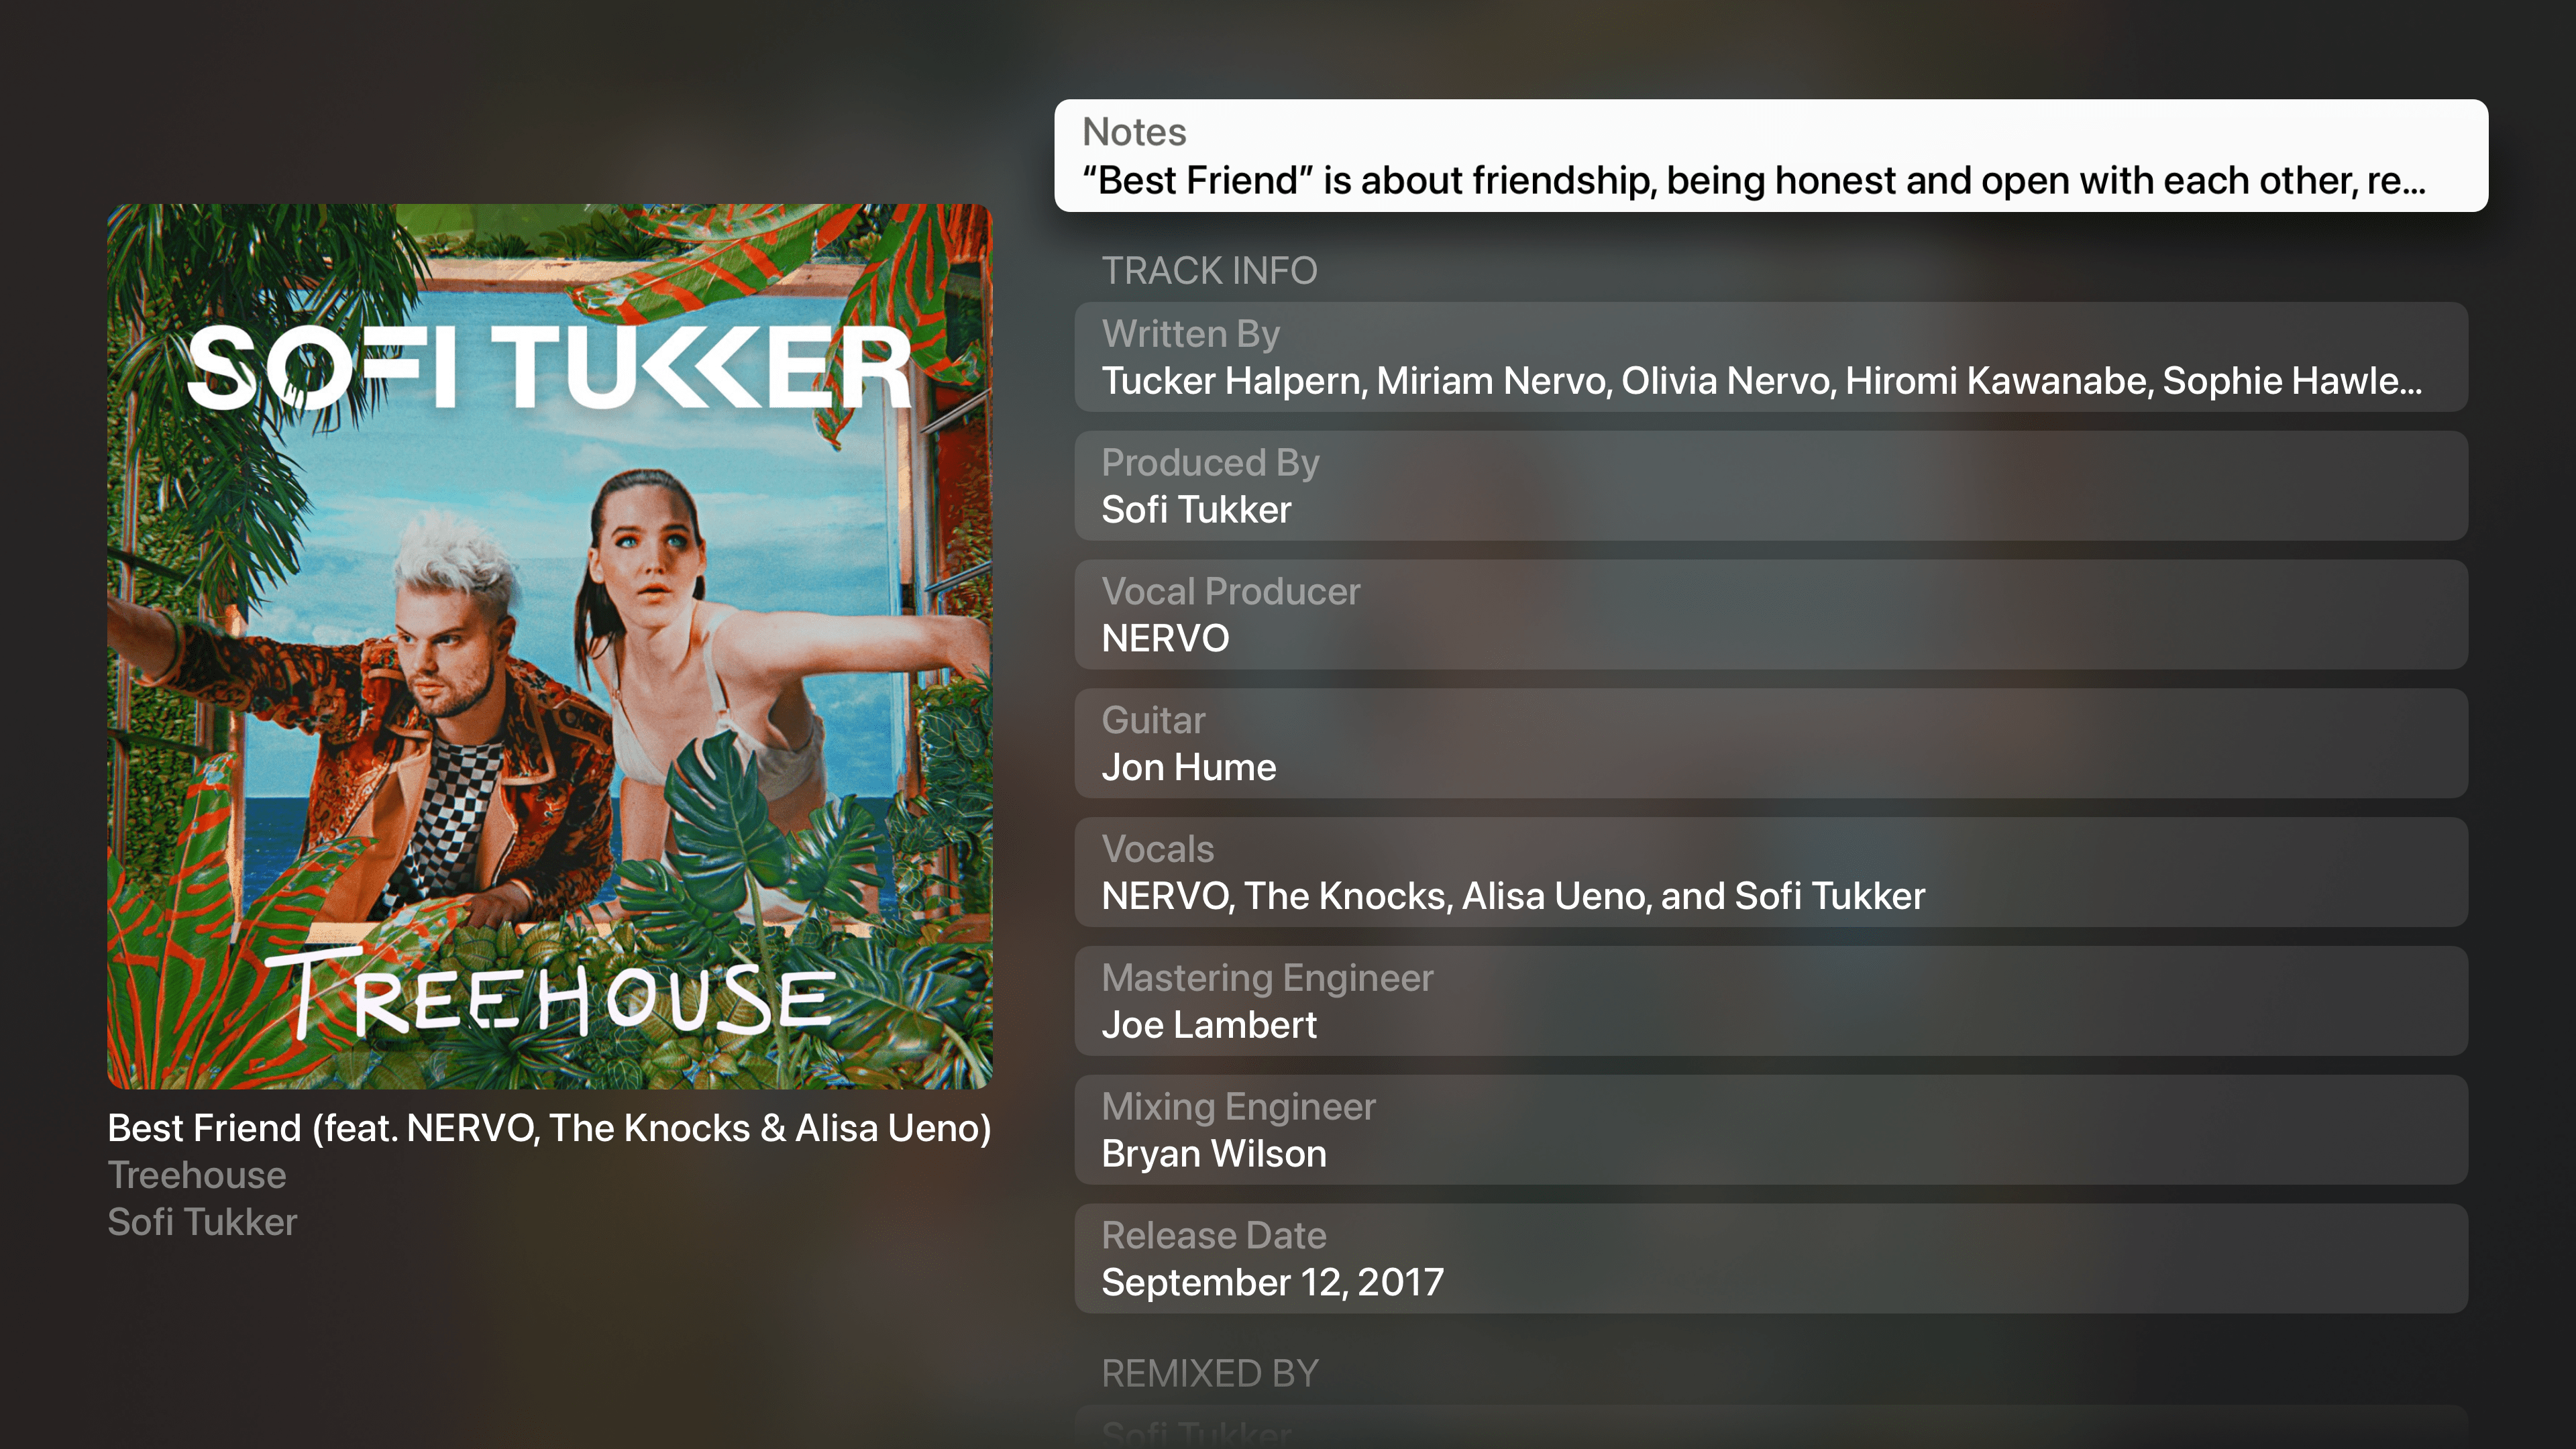 SOFI TUKKER
TREEHOUSE
Best Friend (feat. NERVO, The Knocks & Alisa Ueno)
Treehouse
Sofi Tukker
Notes
“Best Friend” is about friendship, being honest and open with each other, re...
TRACK INFO
Written By
Tucker Halpern, Miriam Nervo, Olivia Nervo, Hiromi Kawanabe, Sophie Hawle...
Produced By
Sofi Tukker
Vocal Producer
NERVO
Guitar
Jon Hume
Vocals
NERVO, The Knocks, Alisa Ueno, and Sofi Tukker
Mastering Engineer
Joe Lambert
Mixing Engineer
Bryan Wilson
Release Date
September 12, 2017
REMIXED BY
Sofi Tukker